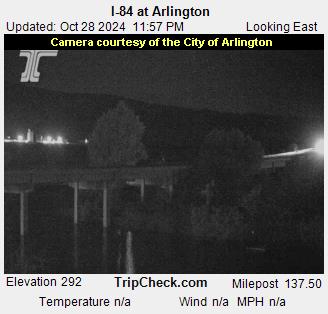 I-84 at Arlington
Updated: Oct 28 2024 11:57 PM Looking East
Camera courtesy of the City of Arlington
Elevation 292 TripCheck.com Milepost 137.50
Temperature n/a Wind n/a MPH n/a